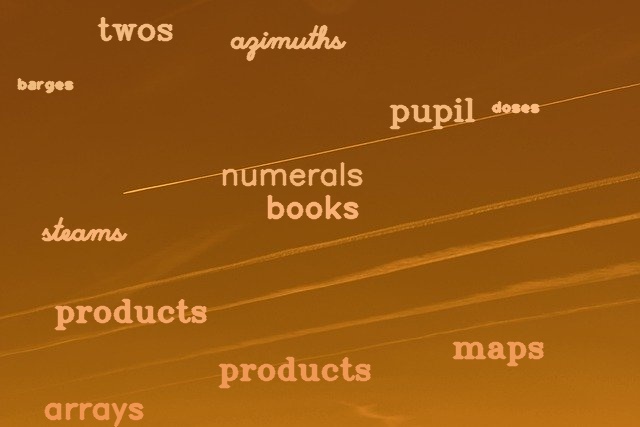 twos
azimuths
barges
pupil
doses
numerals
books
steams
products
maps
products
arrays